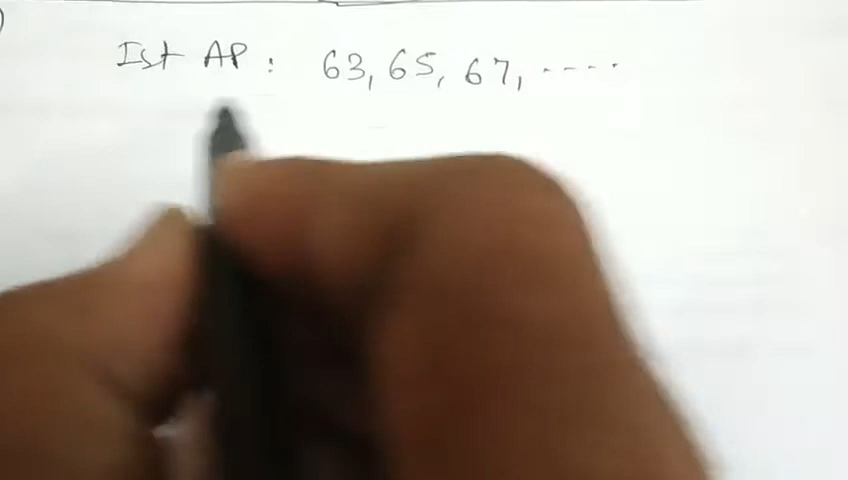 Ist AP : 63, 65, 67, .....